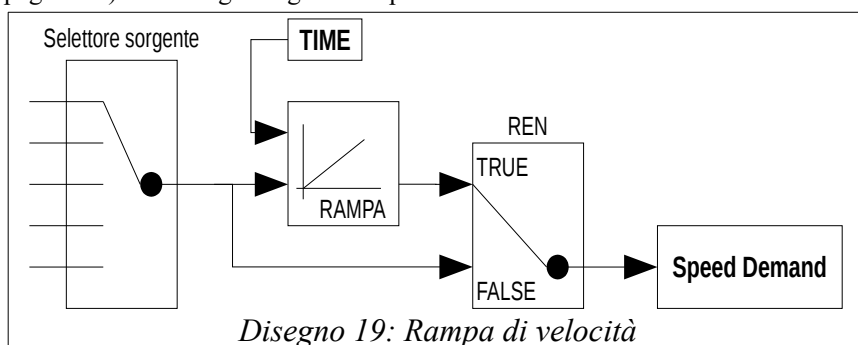 Selettore sorgente
TIME
REN
TRUE
RAMPA
FALSE
Speed Demand
Disegno 19: Rampa di velocità